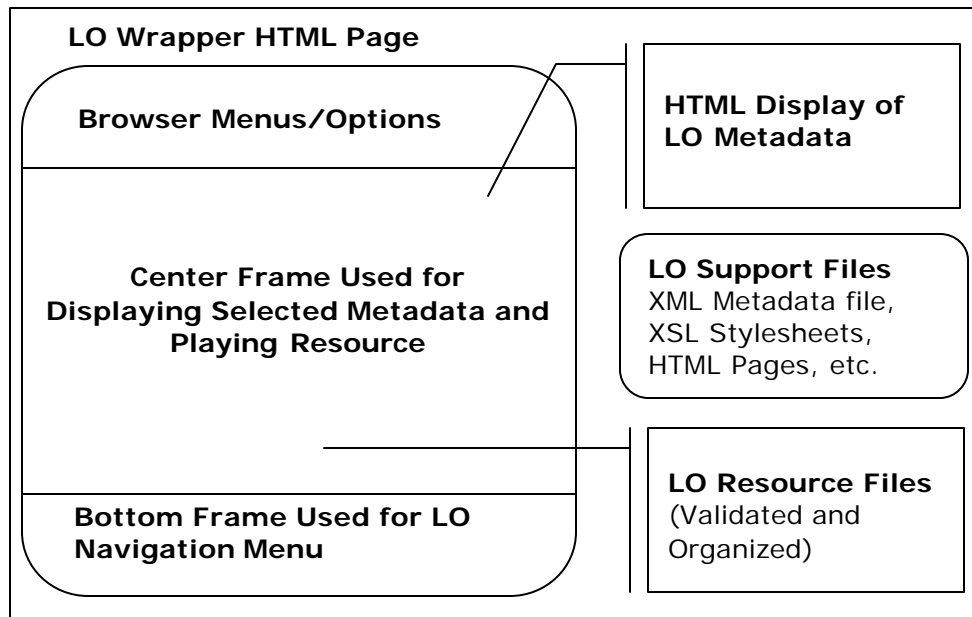 LO Wrapper HTML Page
Browser Menus/Options
Center Frame Used for
Displaying Selected Metadata and
Playing Resource
Bottom Frame Used for LO
Navigation Menu
HTML Display of
LO Metadata
LO Support Files
XML Metadata file,
XSL Stylesheets,
HTML Pages, etc.
LO Resource Files
(Validated and
Organized)